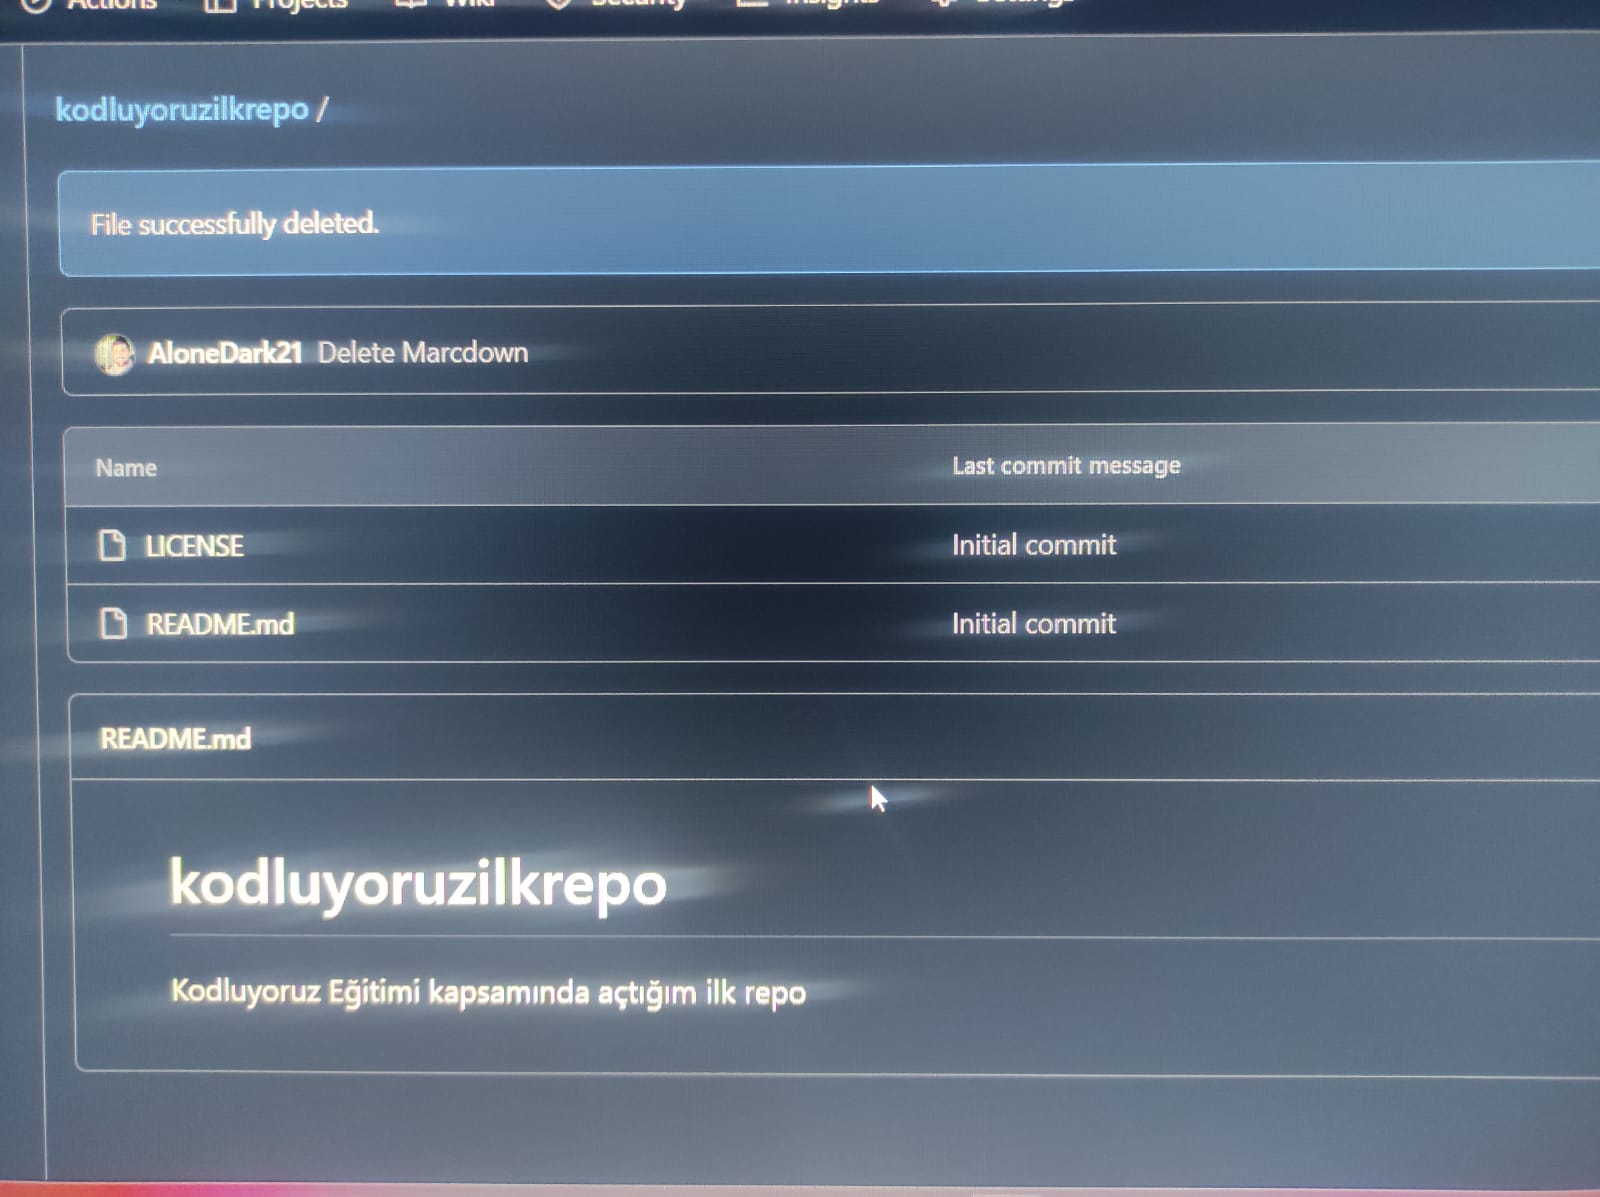 Actions Projects Wiki Security Insights Settings
kodluyoruzilkrepo /
File successfully deleted.
AloneDark21 Delete Marcdown
Name Last commit message
LICENSE Initial commit
README.md Initial commit
README.md
kodluyoruzilkrepo
Kodluyoruz Eğitimi kapsamında açtığım ilk repo